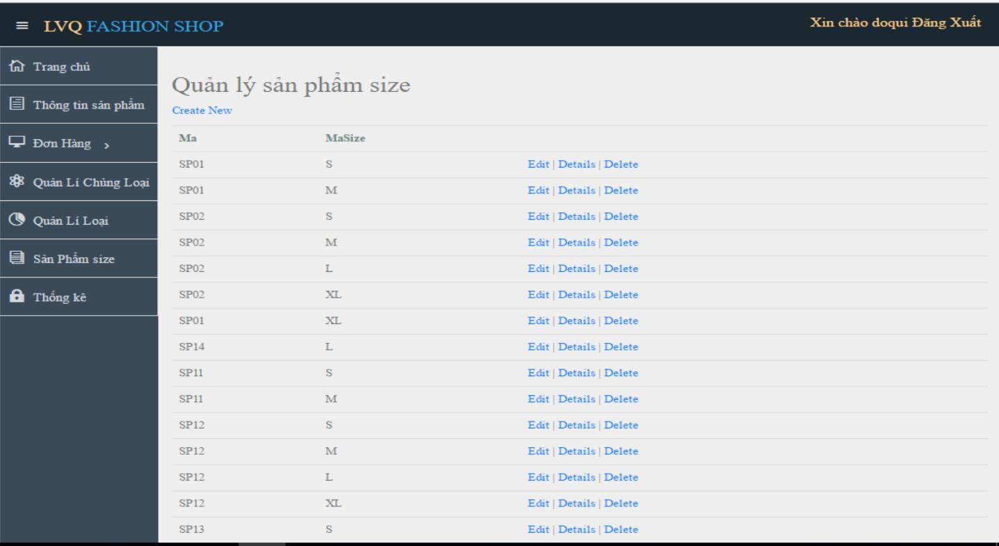 ≡ LVQ FASHION SHOP
Xin chào doqui Đăng Xuất
Trang chủ
Thông tin sản phẩm
Đơn Hàng >
Quản Lí Chủng Loại
Quản Lí Loại
Sản Phẩm size
Thống kê
Quản lý sản phẩm size
Create New
Ma MaSize
SP01 S Edit | Details | Delete
SP01 M Edit | Details | Delete
SP02 S Edit | Details | Delete
SP02 M Edit | Details | Delete
SP02 L Edit | Details | Delete
SP02 XL Edit | Details | Delete
SP01 XL Edit | Details | Delete
SP14 L Edit | Details | Delete
SP11 S Edit | Details | Delete
SP11 M Edit | Details | Delete
SP12 S Edit | Details | Delete
SP12 M Edit | Details | Delete
SP12 L Edit | Details | Delete
SP12 XL Edit | Details | Delete
SP13 S Edit | Details | Delete